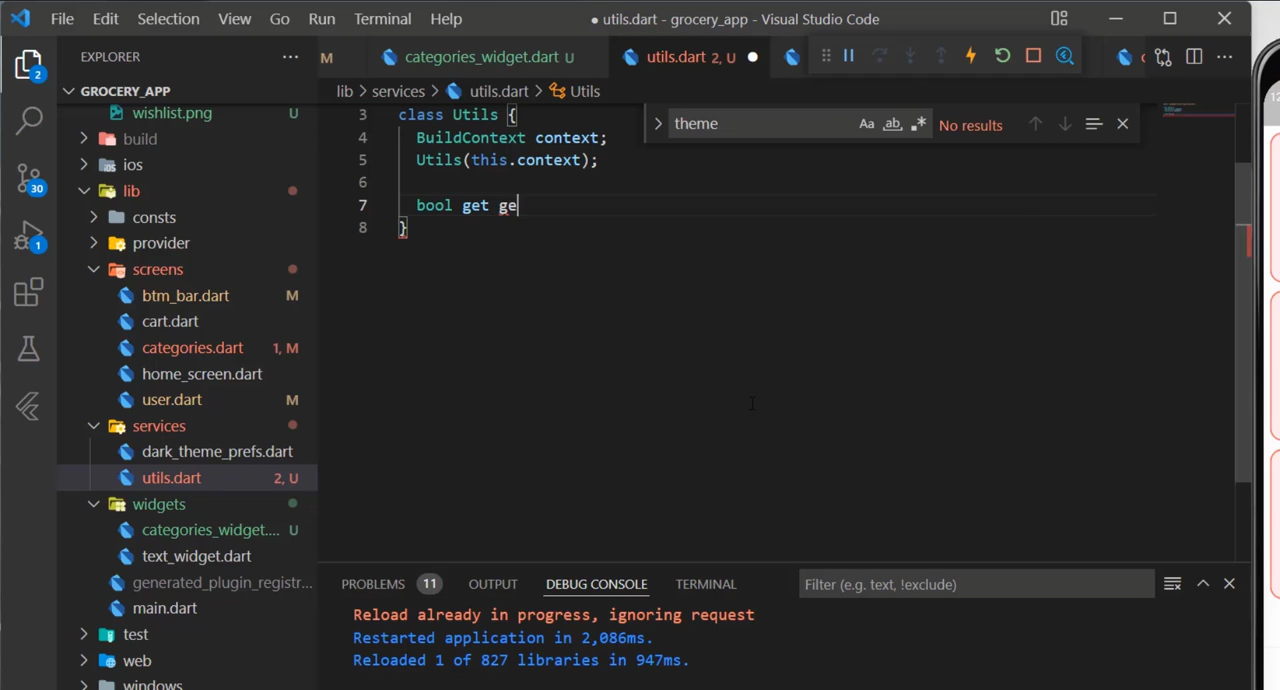 File Edit Selection View Go Run Terminal Help ● utils.dart - grocery_app - Visual Studio Code
EXPLORER ... M categories_widget.dart U utils.dart 2, U
GROCERY_APP lib > services > utils.dart > Utils
wishlist.png U
build
ios
lib
consts
provider
screens
btm_bar.dart M
cart.dart
categories.dart 1, M
home_screen.dart
user.dart M
services
dark_theme_prefs.dart
utils.dart 2, U
widgets
categories_widget.... U
text_widget.dart
generated_plugin_registr...
main.dart
test
web
windows
2
30
1
3 class Utils {
4 BuildContext context;
5 Utils(this.context);
6
7 bool get ge
8 }
theme Aa ab .* No results
PROBLEMS 11 OUTPUT DEBUG CONSOLE TERMINAL Filter (e.g. text, !exclude)
Reload already in progress, ignoring request
Restarted application in 2,086ms.
Reloaded 1 of 827 libraries in 947ms.